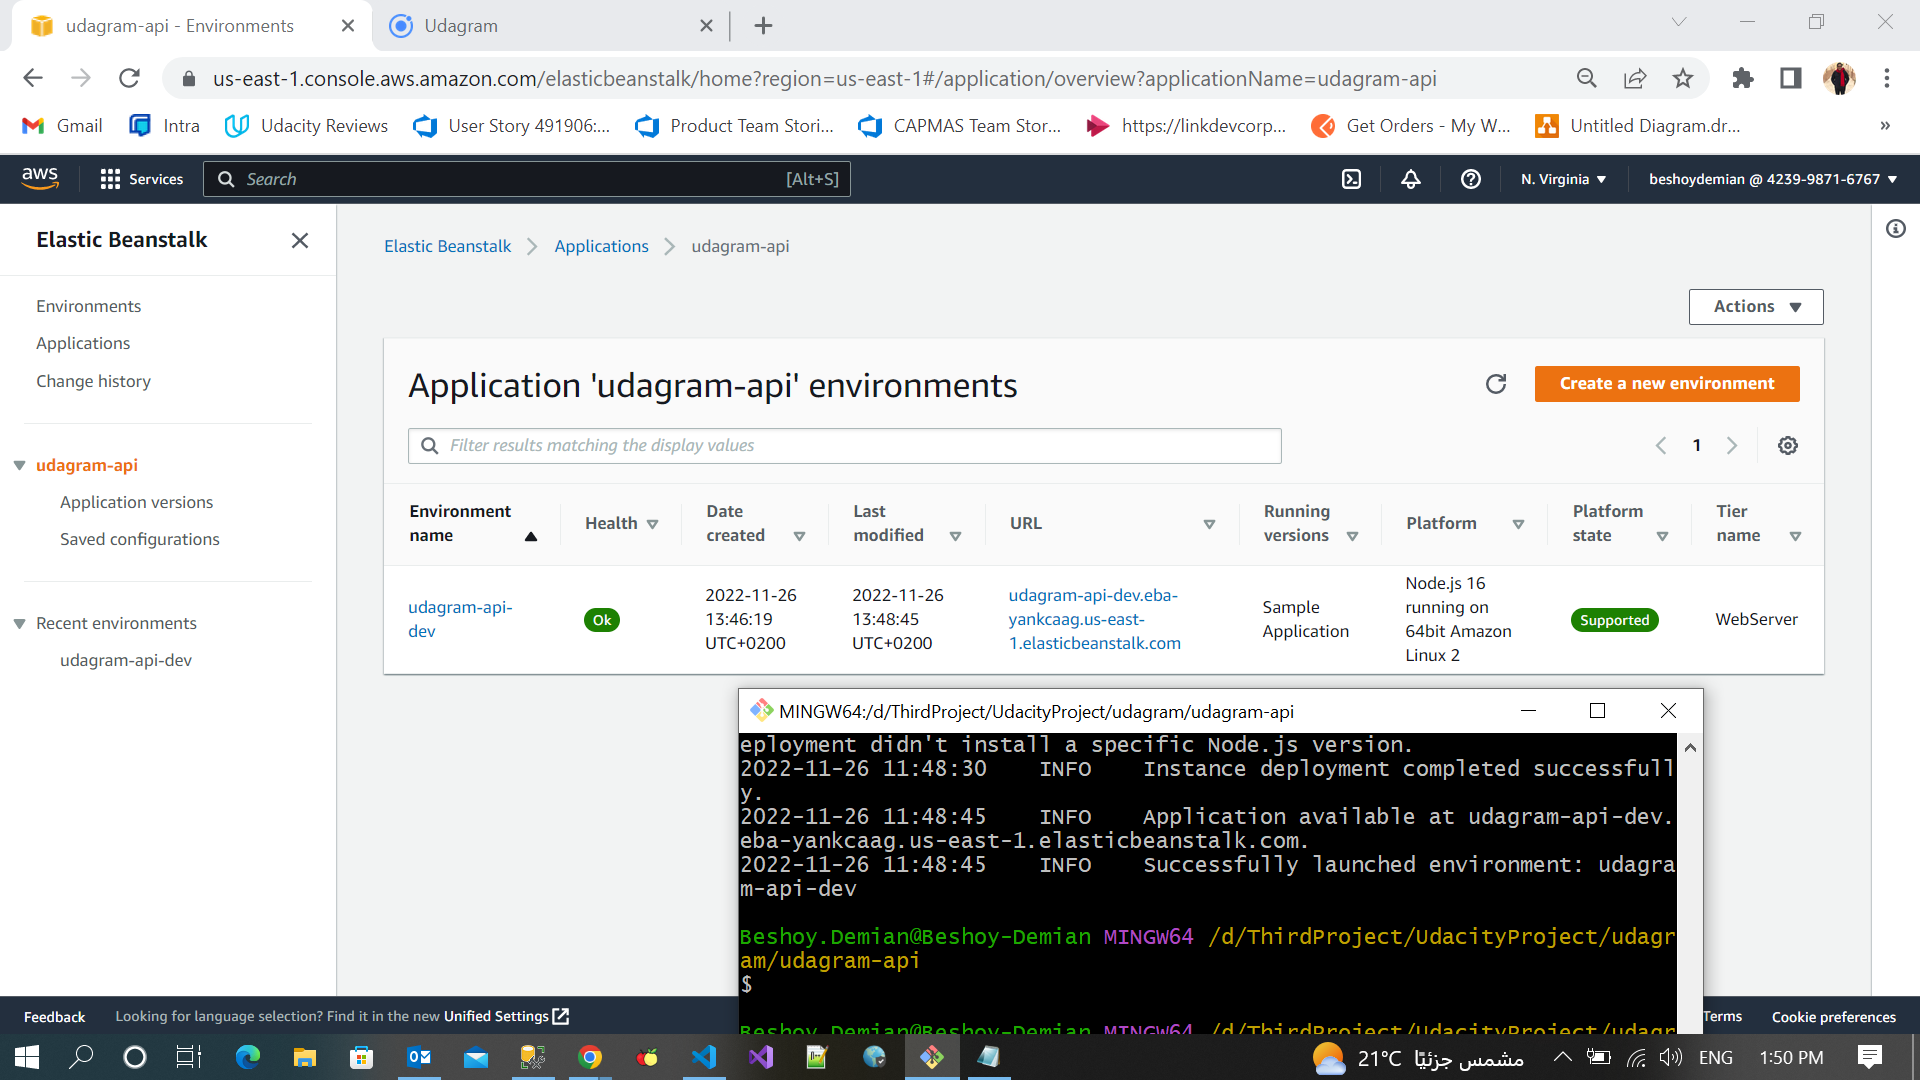 udagram-api - Environments
Udagram
us-east-1.console.aws.amazon.com/elasticbeanstalk/home?region=us-east-1#/application/overview?applicationName=udagram-api
Gmail
Intra
Udacity Reviews
User Story 491906:...
Product Team Stori...
CAPMAS Team Stor...
https://linkdevcorp...
Get Orders - My W...
Untitled Diagram.dr...
»
aws
Services
Search
[Alt+S]
N. Virginia
beshoydemian @ 4239-9871-6767
Elastic Beanstalk
Environments
Applications
Change history
udagram-api
Application versions
Saved configurations
Recent environments
udagram-api-dev
Elastic Beanstalk
Applications
udagram-api
Actions
Application 'udagram-api' environments
Create a new environment
Filter results matching the display values
1
Environment
name
Health
Date
created
Last
modified
URL
Running
versions
Platform
Platform
state
Tier
name
udagram-api-
dev
Ok
2022-11-26
13:46:19
UTC+0200
2022-11-26
13:48:45
UTC+0200
udagram-api-dev.eba-
yankcaag.us-east-
1.elasticbeanstalk.com
Sample
Application
Node.js 16
running on
64bit Amazon
Linux 2
Supported
WebServer
MINGW64:/d/ThirdProject/UdacityProject/udagram/udagram-api
eployment didn't install a specific Node.js version.
2022-11-26 11:48:30    INFO    Instance deployment completed successfull
y.
2022-11-26 11:48:45    INFO    Application available at udagram-api-dev.
eba-yankcaag.us-east-1.elasticbeanstalk.com.
2022-11-26 11:48:45    INFO    Successfully launched environment: udagra
m-api-dev
Beshoy.Demian@Beshoy-Demian MINGW64 /d/ThirdProject/UdacityProject/udagr
am/udagram-api
$
Beshoy.Demian@Beshoy-Demian MINGW64 /d/ThirdProject/UdacityProject/udagr
Feedback
Looking for language selection? Find it in the new Unified Settings
Terms
Cookie preferences
21°C
مشمس جزئيًا
ENG
1:50 PM